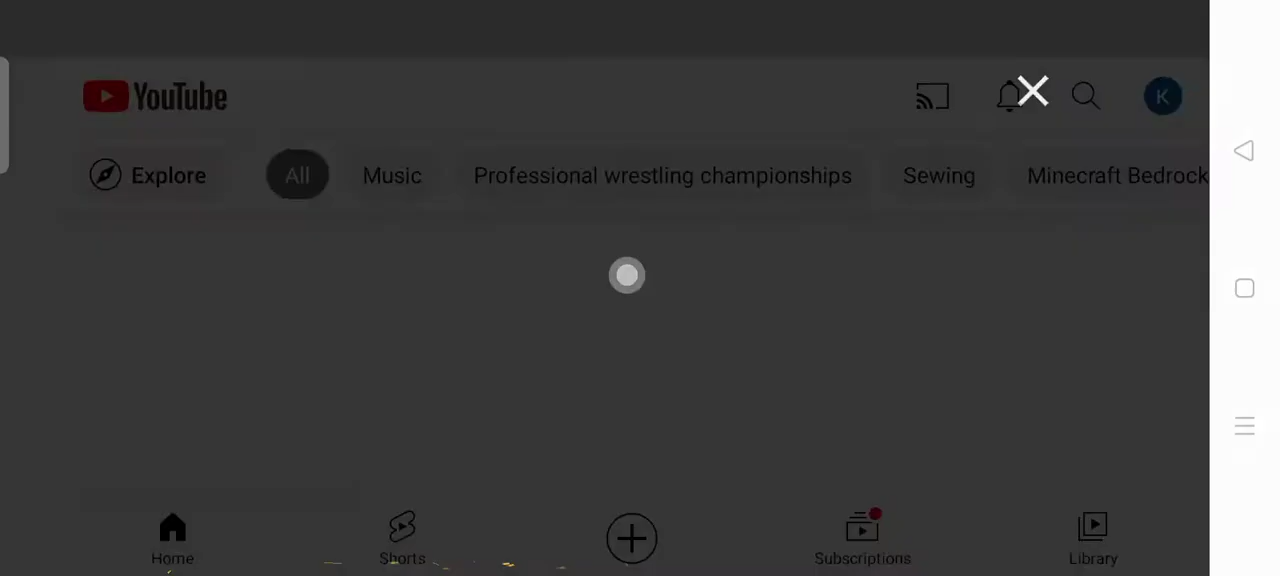 YouTube
K
Explore All Music Professional wrestling championships Sewing Minecraft Bedrock
Home Shorts Subscriptions Library